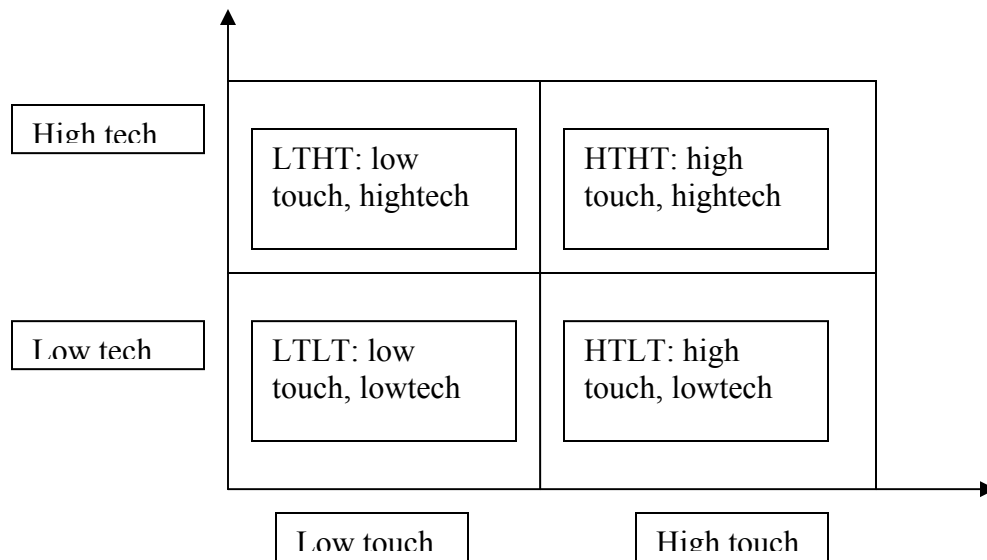 High tech
LTHT: low
touch, hightech
HTHT: high
touch, hightech
Low tech
LTLT: low
touch, lowtech
HTLT: high
touch, lowtech
Low touch
High touch